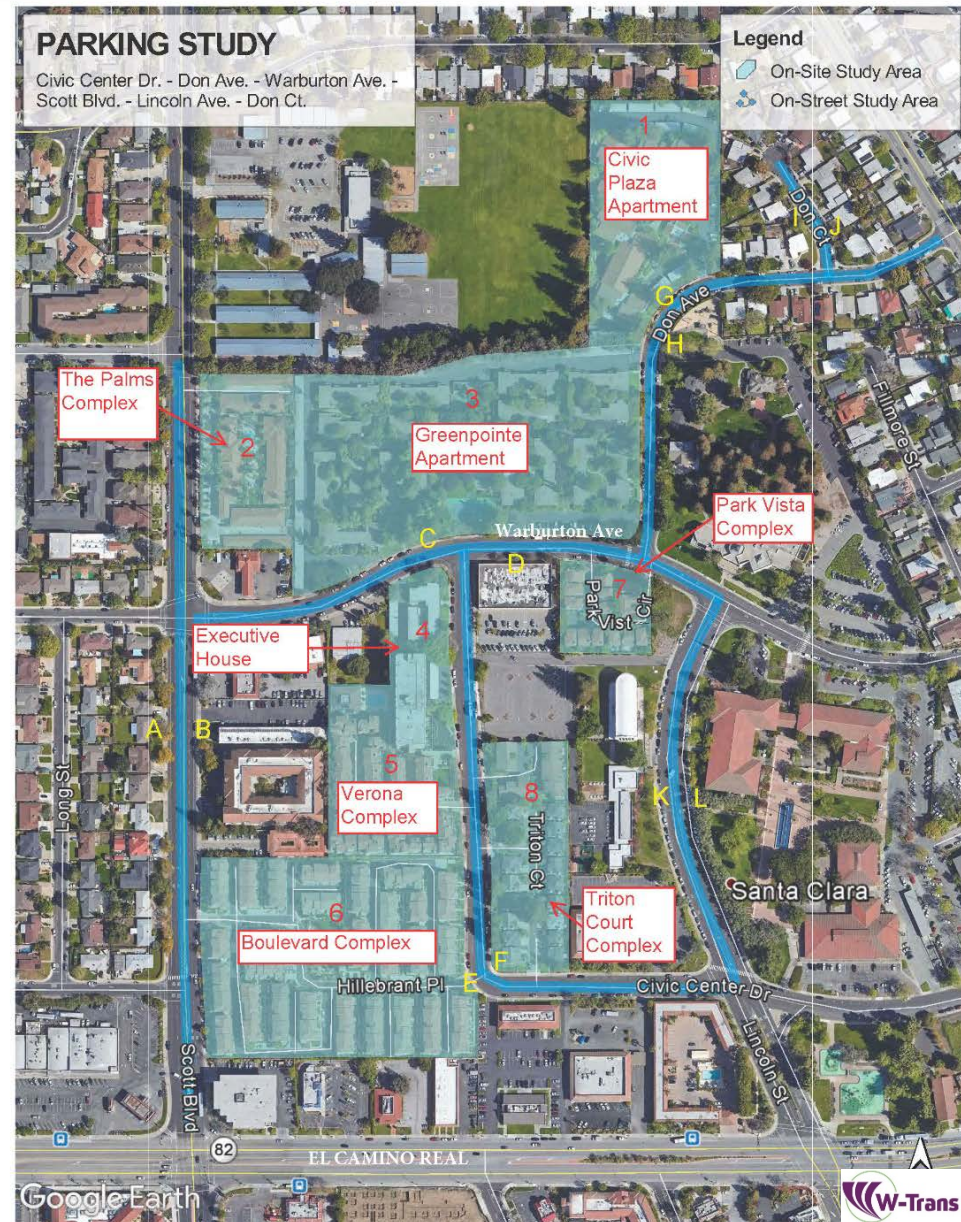 PARKING STUDY
Civic Center Dr. - Don Ave. - Warburton Ave. -
Scott Blvd. - Lincoln Ave. - Don Ct.
Legend
On-Site Study Area
On-Street Study Area
1
Civic
Plaza
Apartment
Don Ct
I
J
G
Don Ave
H
The Palms
Complex
2
3
Greenpointe
Apartment
Fillmore St
C
Warburton Ave
D
Park Vista
Complex
7
Park Vist
Cir
Executive
House
4
A
B
Long St
5
Verona
Complex
8
Triton Ct
K
L
Santa Clara
6
Boulevard Complex
Triton
Court
Complex
Hillebrant Pl
E
F
Civic Center Dr
Lincoln St
Scott Blvd
82
EL CAMINO REAL
Google Earth
W-Trans